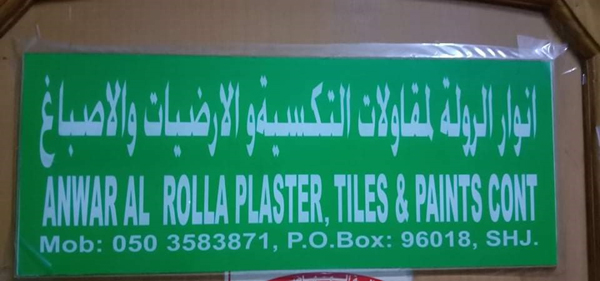 انوار الرولة لمقاولات التكسيةو الارضيات والاصباغ
ANWAR AL ROLLA PLASTER, TILES & PAINTS CONT
Mob: 050 3583871, P.O.Box: 96018, SHJ.